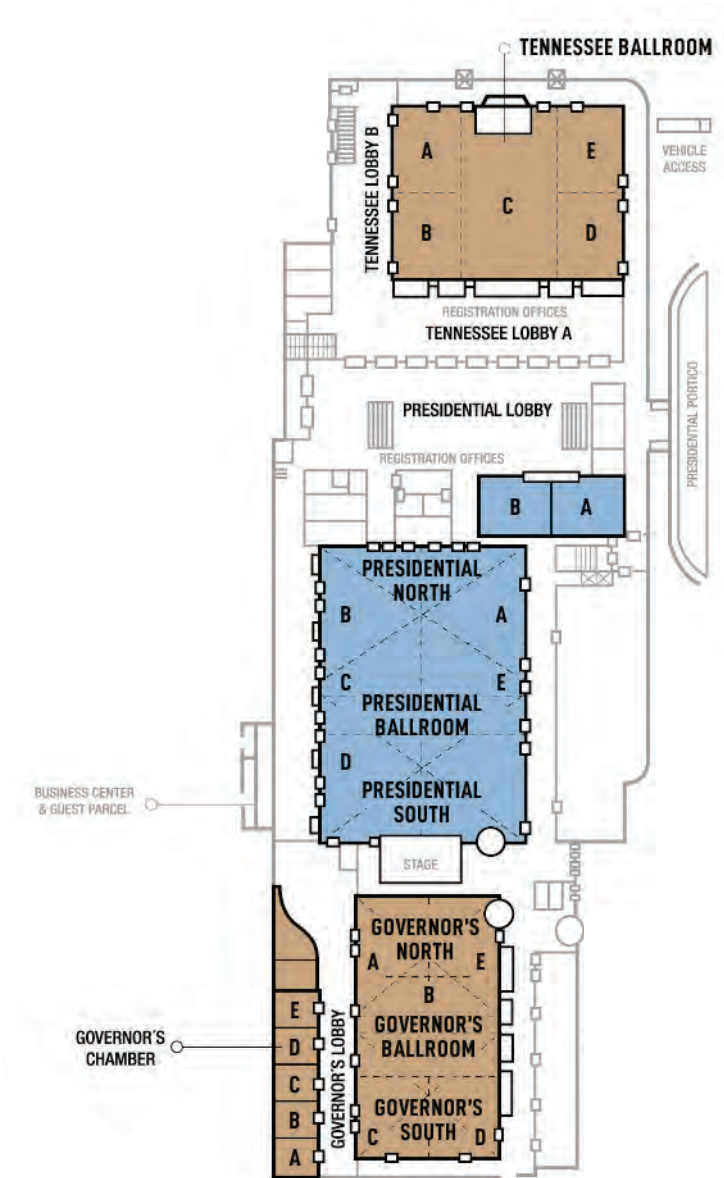 TENNESSEE BALLROOM
TENNESSEE LOBBY B
A
E
C
B
D
VEHICLE
ACCESS
REGISTRATION OFFICES
TENNESSEE LOBBY A
PRESIDENTIAL LOBBY
PRESIDENTIAL PORTICO
REGISTRATION OFFICES
B
A
PRESIDENTIAL
NORTH
B
A
C
E
PRESIDENTIAL
BALLROOM
D
PRESIDENTIAL
SOUTH
BUSINESS CENTER
& GUEST PARCEL
STAGE
GOVERNOR'S
NORTH
A
E
B
GOVERNOR'S
BALLROOM
GOVERNOR'S
SOUTH
C
D
GOVERNOR'S LOBBY
GOVERNOR'S
CHAMBER
E
D
C
B
A